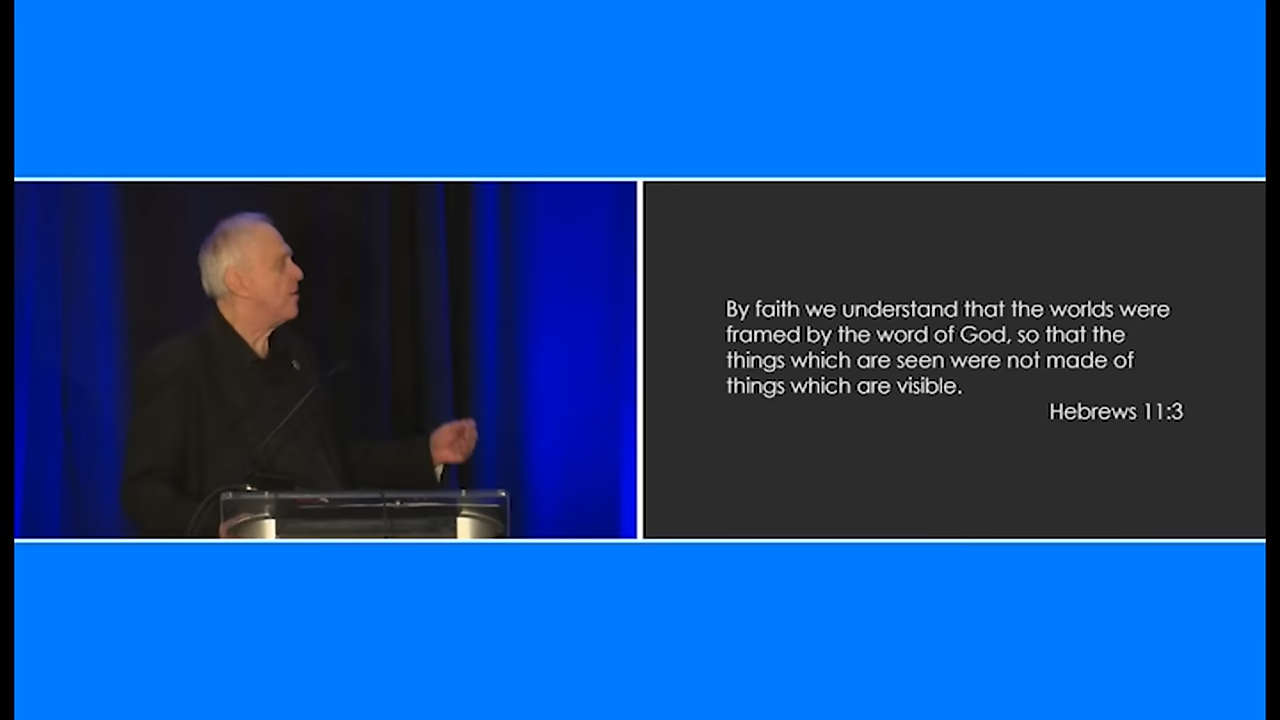 By faith we understand that the worlds were
framed by the word of God, so that the
things which are seen were not made of
things which are visible.
Hebrews 11:3